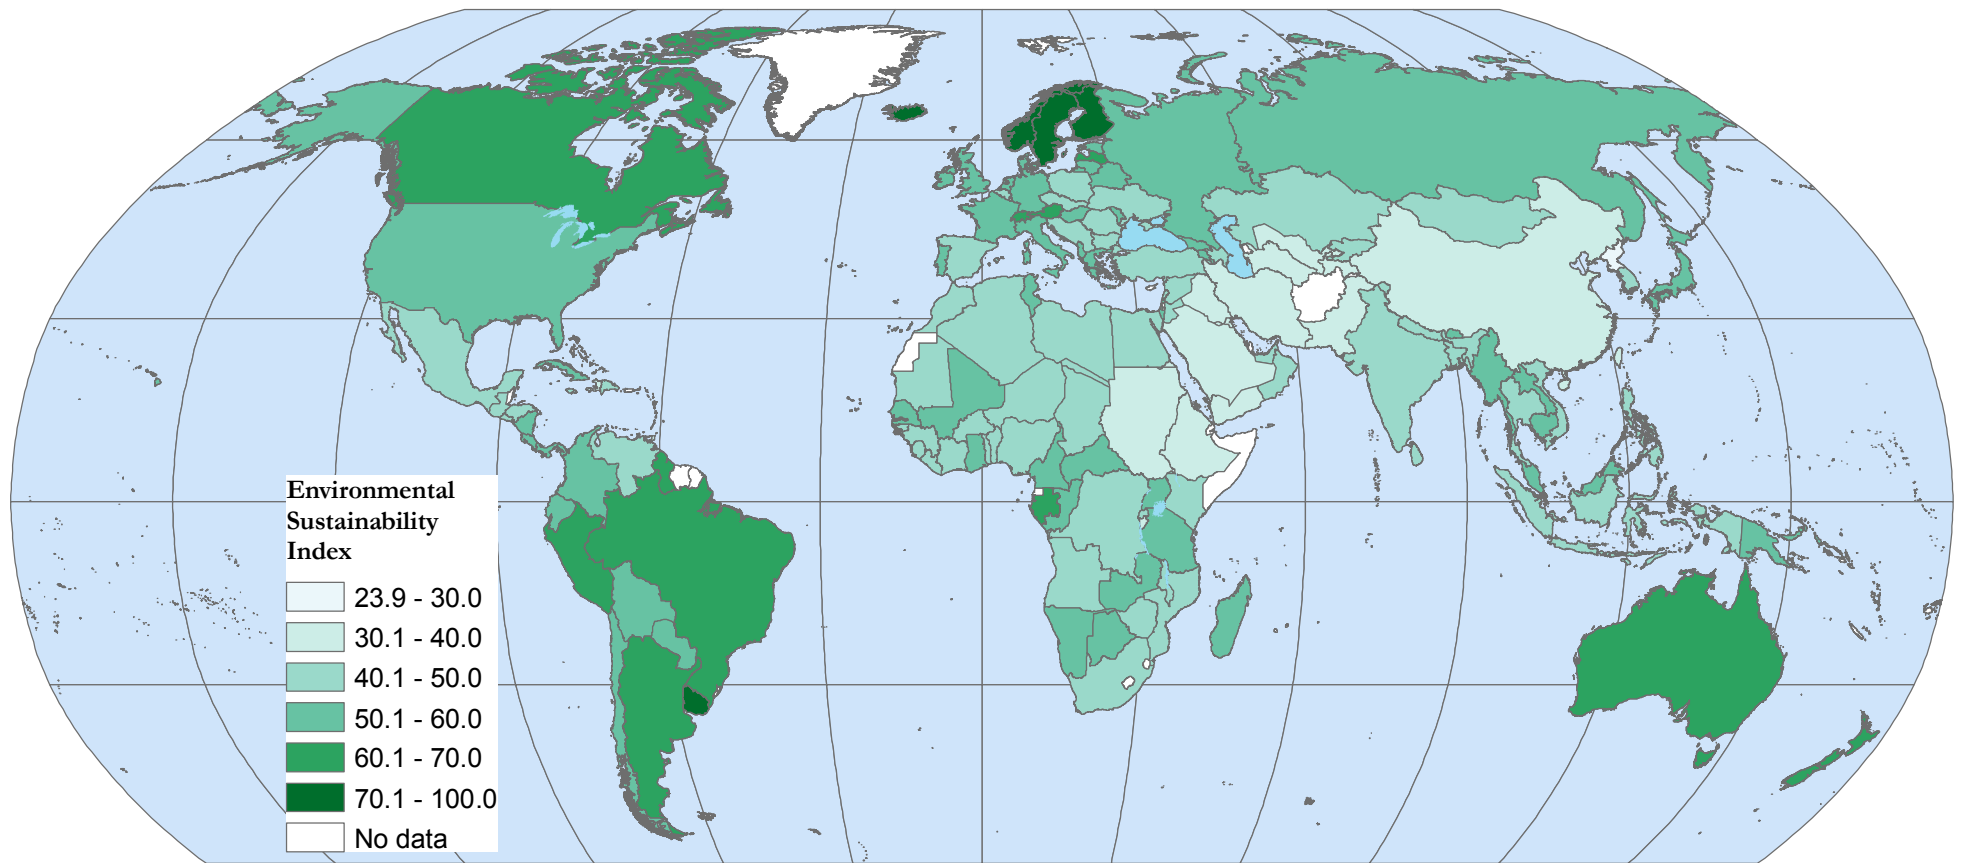 Environmental
Sustainability
Index
23.9 - 30.0
30.1 - 40.0
40.1 - 50.0
50.1 - 60.0
60.1 - 70.0
70.1 - 100.0
No data